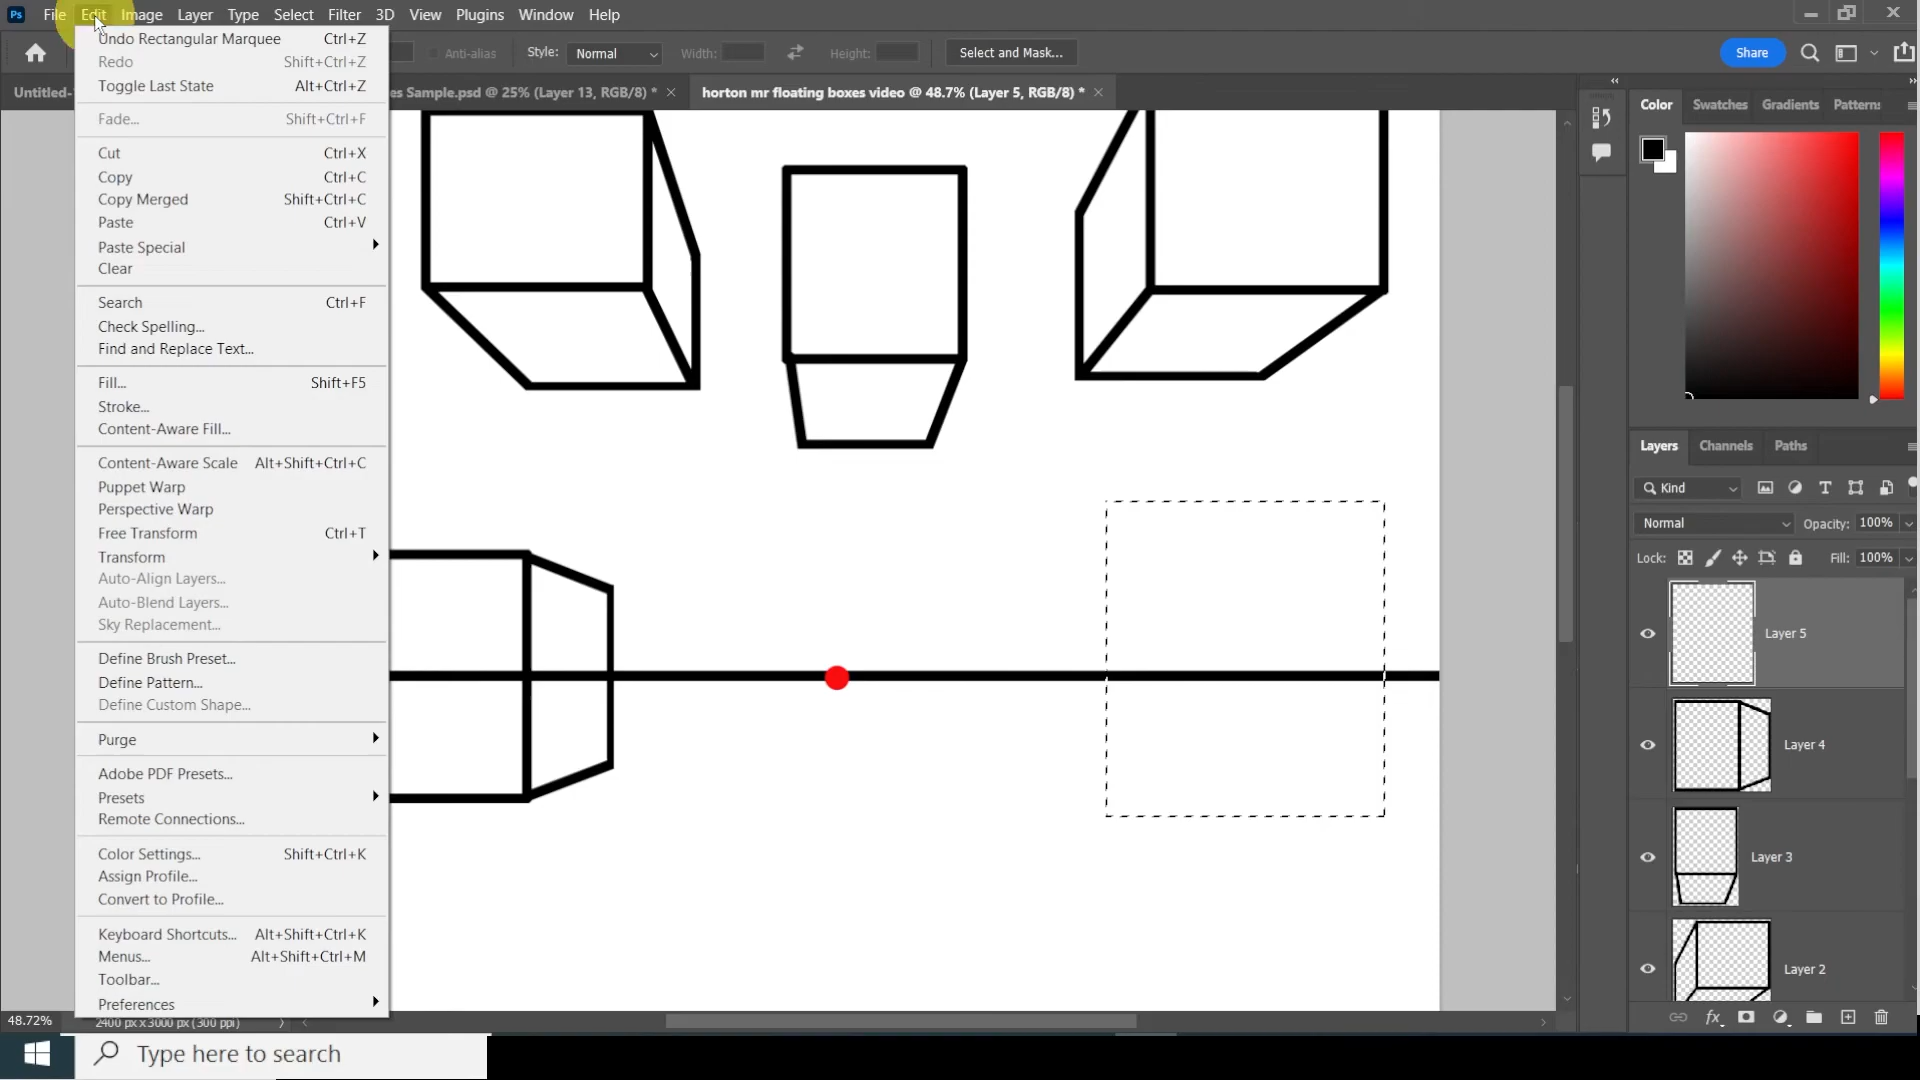 Ps File Edit Image Layer Type Select Filter 3D View Plugins Window Help
Anti-alias Style: Normal Width: Height: Select and Mask... Share
Untitled- es Sample.psd @ 25% (Layer 13, RGB/8) * horton mr floating boxes video @ 48.7% (Layer 5, RGB/8) *
Undo Rectangular Marquee Ctrl+Z
Redo Shift+Ctrl+Z
Toggle Last State Alt+Ctrl+Z
Fade... Shift+Ctrl+F
Cut Ctrl+X
Copy Ctrl+C
Copy Merged Shift+Ctrl+C
Paste Ctrl+V
Paste Special
Clear
Search Ctrl+F
Check Spelling...
Find and Replace Text...
Fill... Shift+F5
Stroke...
Content-Aware Fill...
Content-Aware Scale Alt+Shift+Ctrl+C
Puppet Warp
Perspective Warp
Free Transform Ctrl+T
Transform
Auto-Align Layers...
Auto-Blend Layers...
Sky Replacement...
Define Brush Preset...
Define Pattern...
Define Custom Shape...
Purge
Adobe PDF Presets...
Presets
Remote Connections...
Color Settings... Shift+Ctrl+K
Assign Profile...
Convert to Profile...
Keyboard Shortcuts... Alt+Shift+Ctrl+K
Menus... Alt+Shift+Ctrl+M
Toolbar...
Preferences
Color Swatches Gradients Patterns
Layers Channels Paths
Kind
Normal Opacity: 100%
Lock: Fill: 100%
Layer 5
Layer 4
Layer 3
Layer 2
fx
48.72% 2400 px x 3000 px (300 ppi)
Type here to search